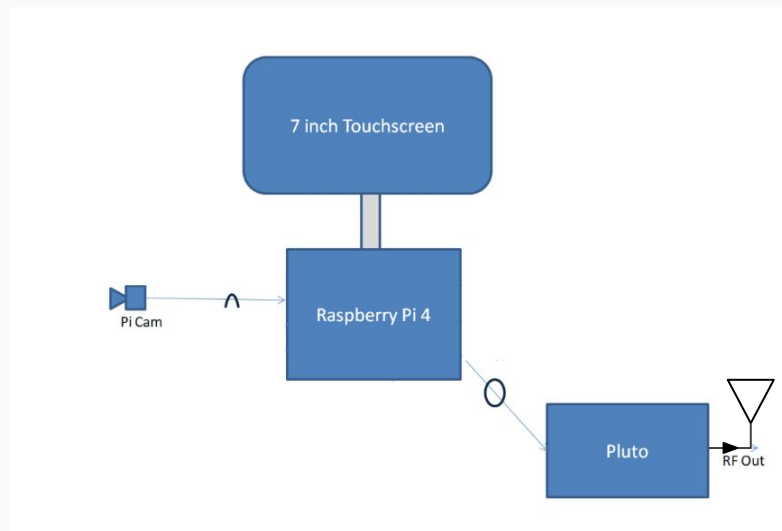 7 inch Touchscreen
Pi Cam
Raspberry Pi 4
Pluto
RF Out